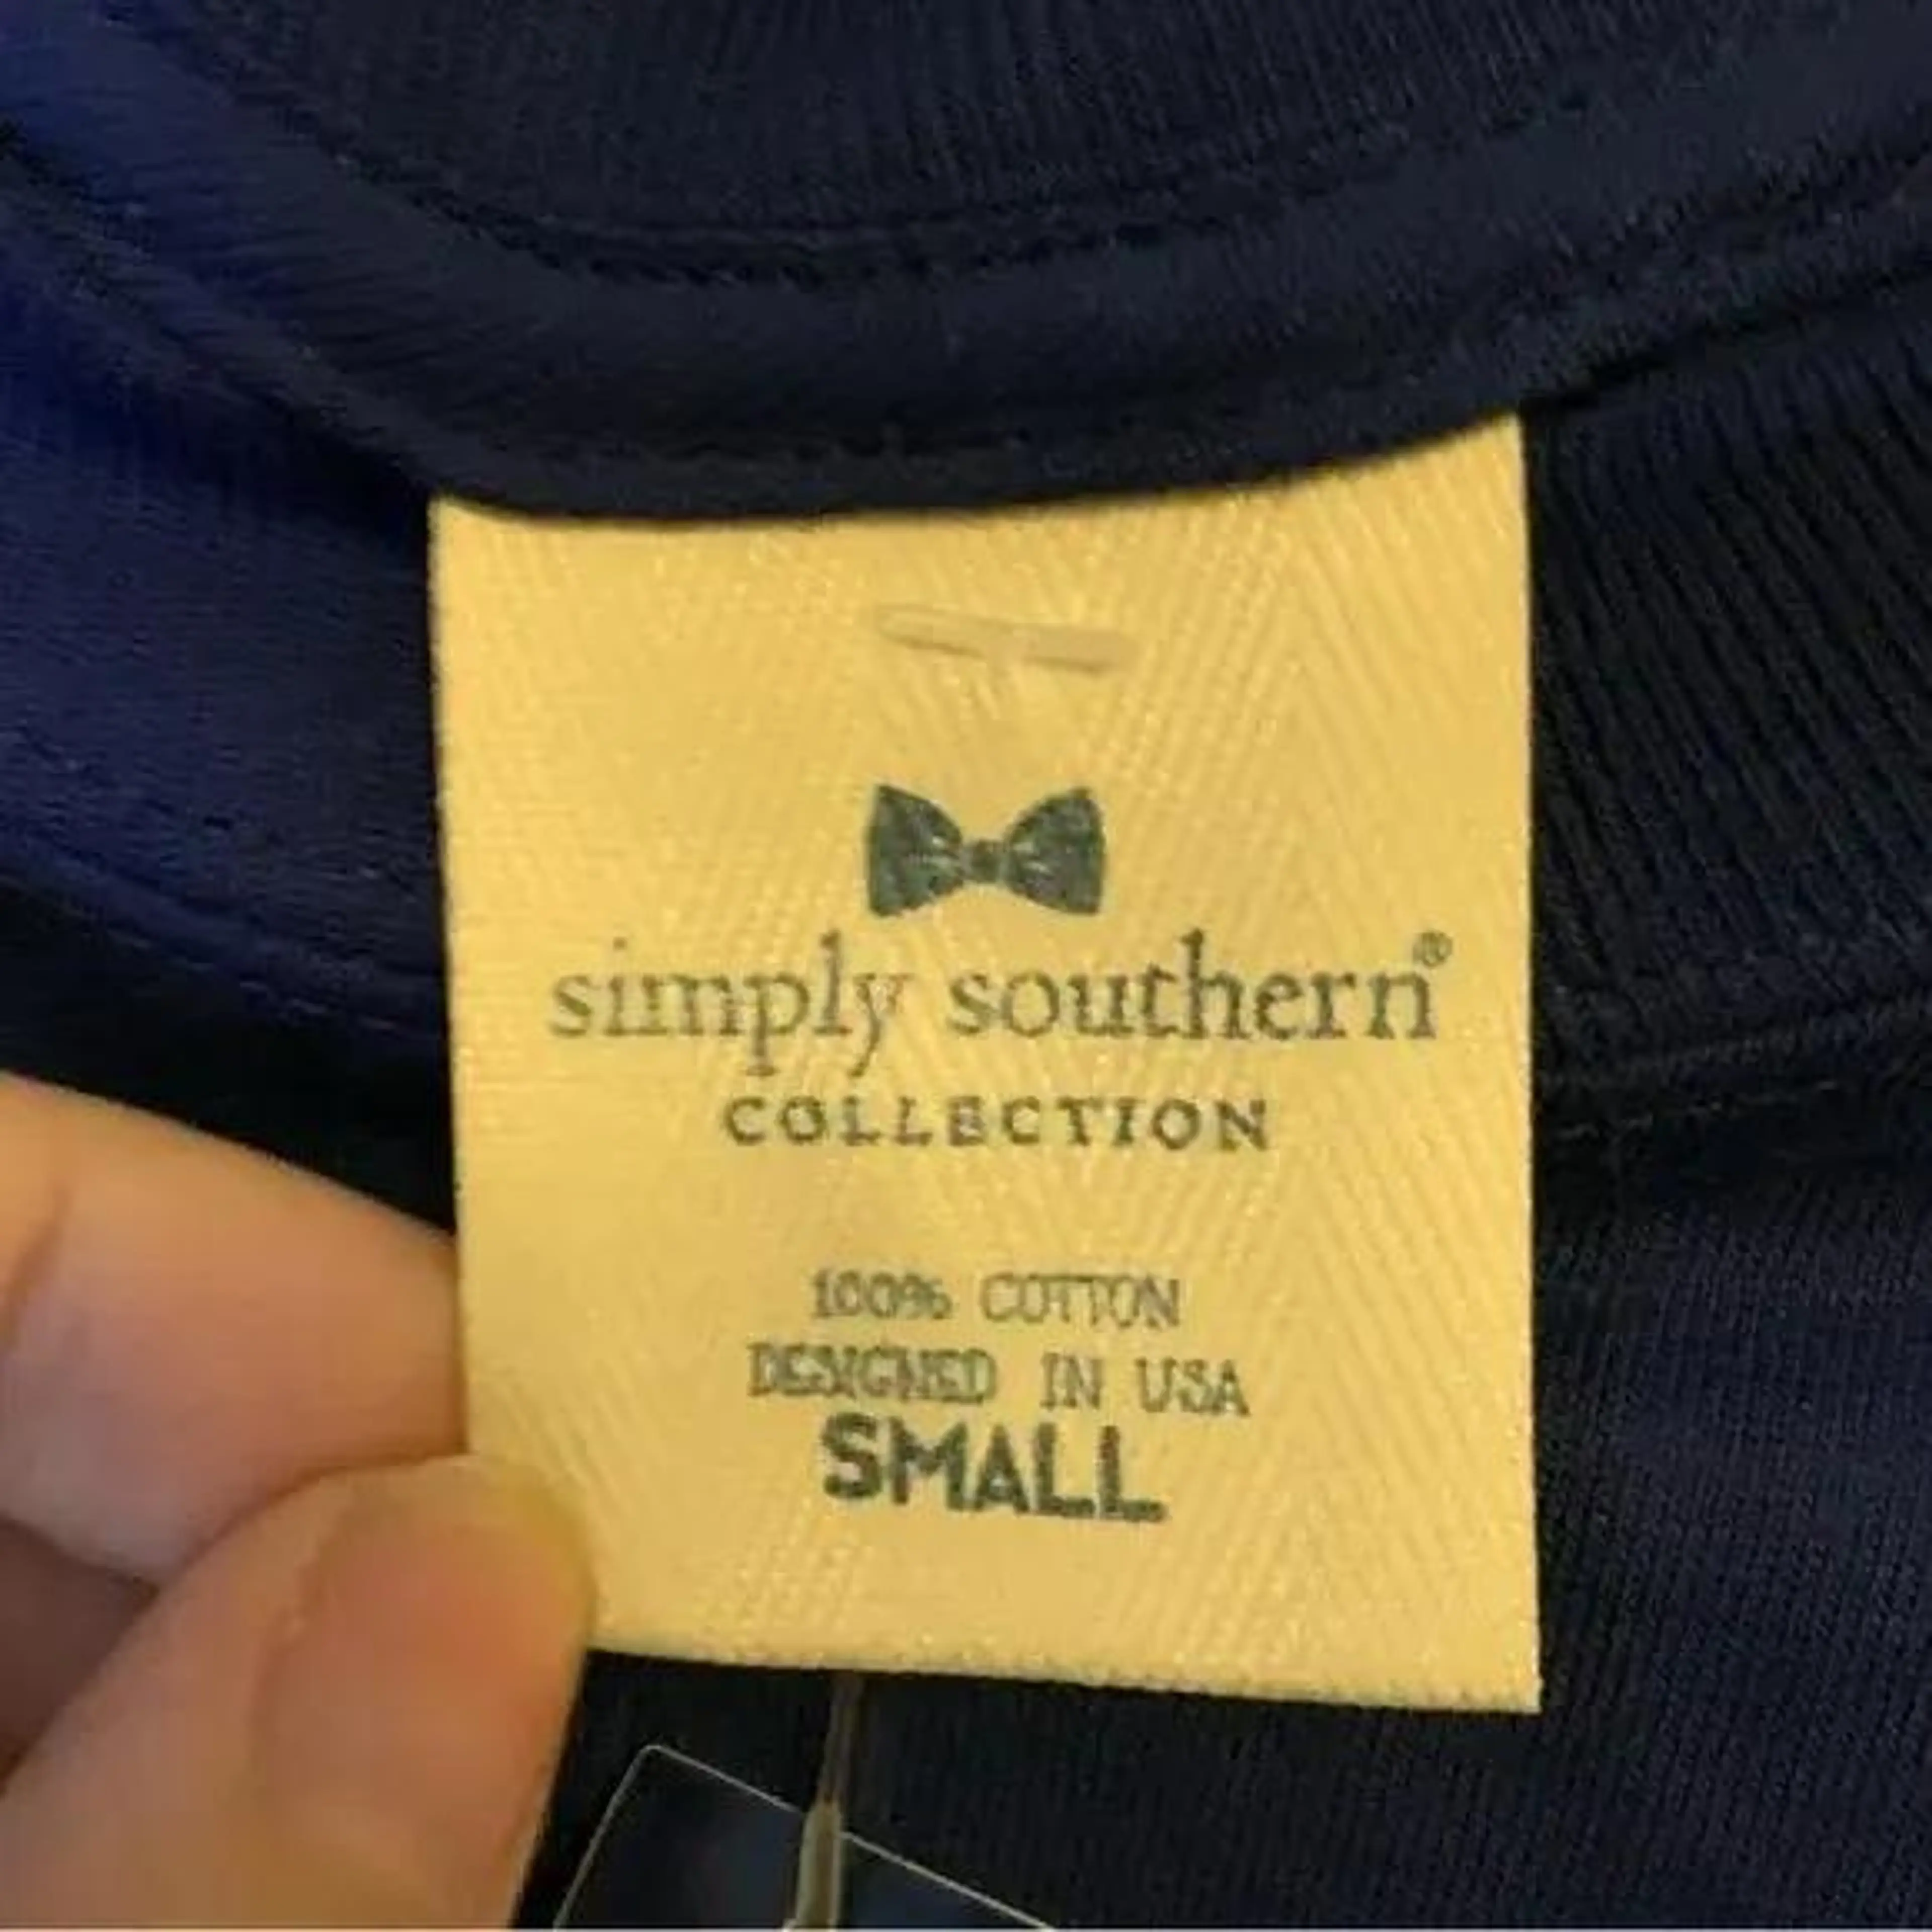 simply southern®
COLLECTION
100% COTTON
DESIGNED IN USA
SMALL